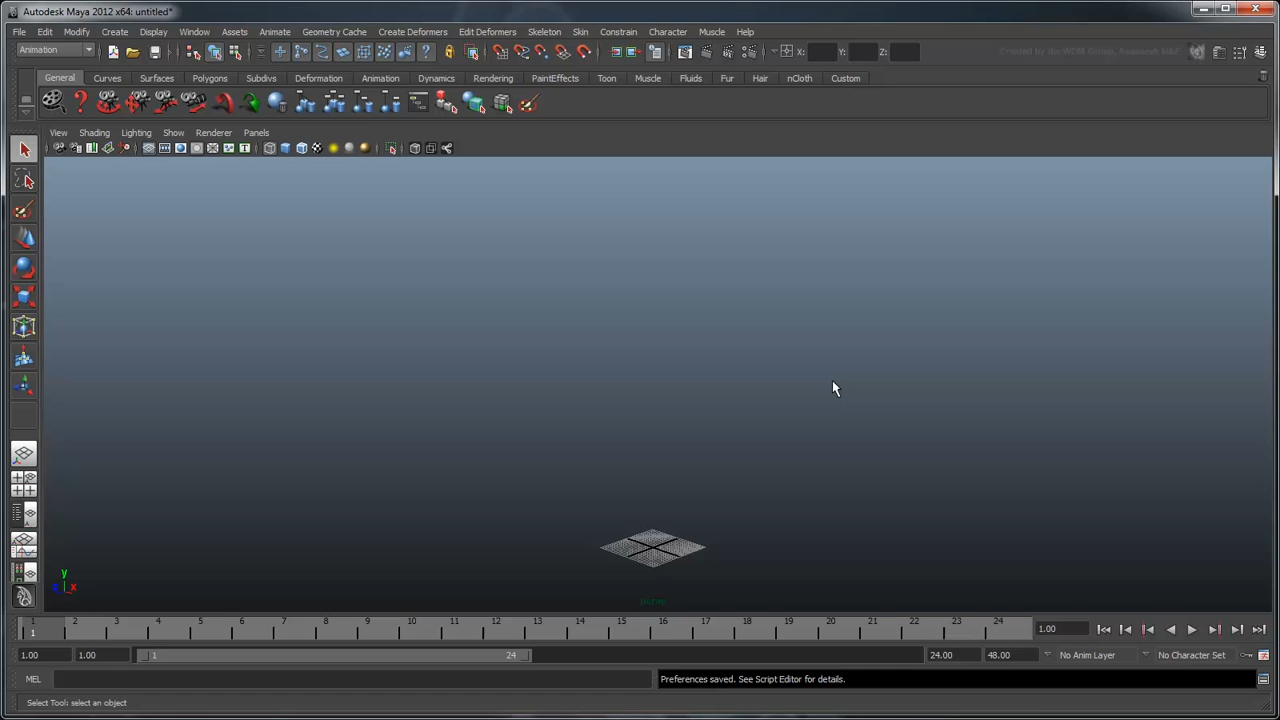 Autodesk Maya 2012 x64: untitled*
File Edit Modify Create Display Window Assets Animate Geometry Cache Create Deformers Edit Deformers Skeleton Skin Constrain Character Muscle Help
Animation X: Y: Z:
General Curves Surfaces Polygons Subdivs Deformation Animation Dynamics Rendering PaintEffects Toon Muscle Fluids Fur Hair nCloth Custom
View Shading Lighting Show Renderer Panels
y
x
persp
1 2 3 4 5 6 7 8 9 10 11 12 13 14 15 16 17 18 19 20 21 22 23 24
1 1.00
1.00 1.00 1 24 24.00 48.00 No Anim Layer No Character Set
MEL Preferences saved. See Script Editor for details.
Select Tool: select an object